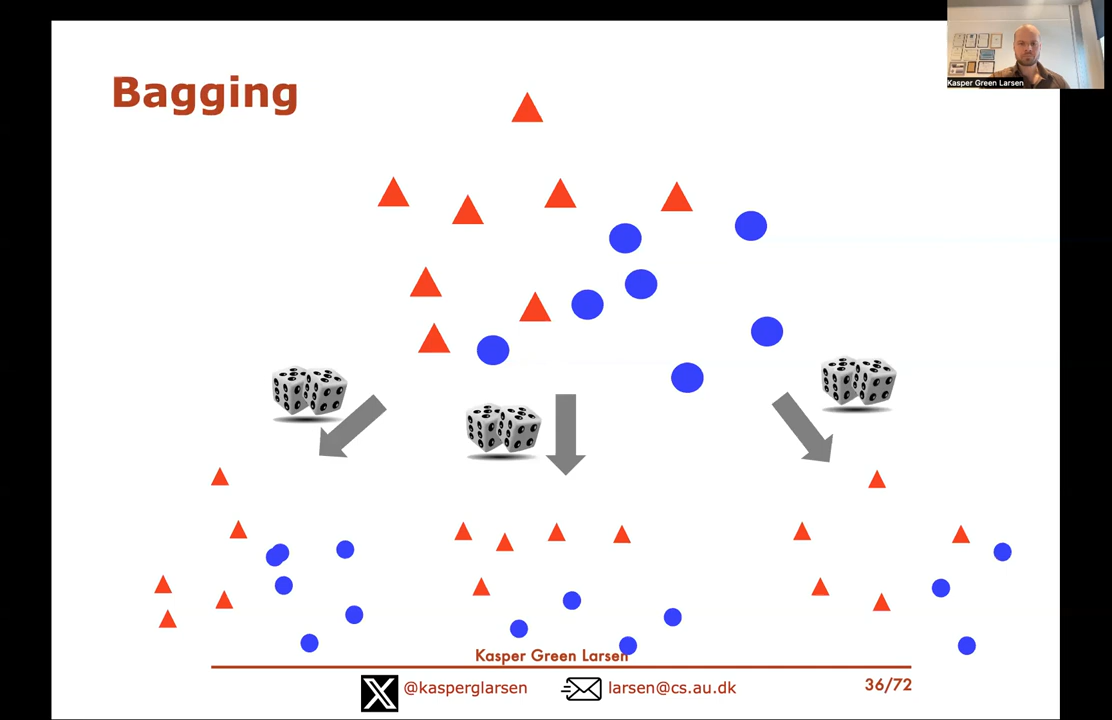 Kasper Green Larsen
Bagging
Kasper Green Larsen
@kasperglarsen
larsen@cs.au.dk
36/72